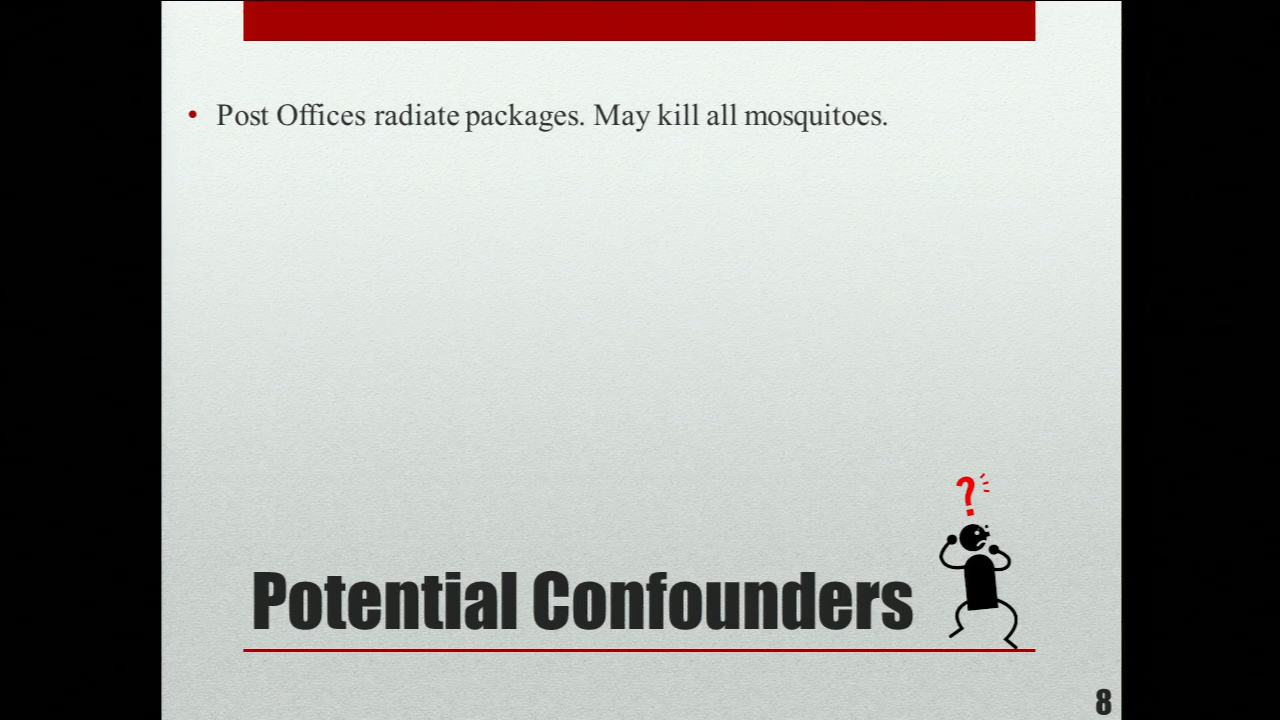 • Post Offices radiate packages. May kill all mosquitoes.
?
Potential Confounders
8